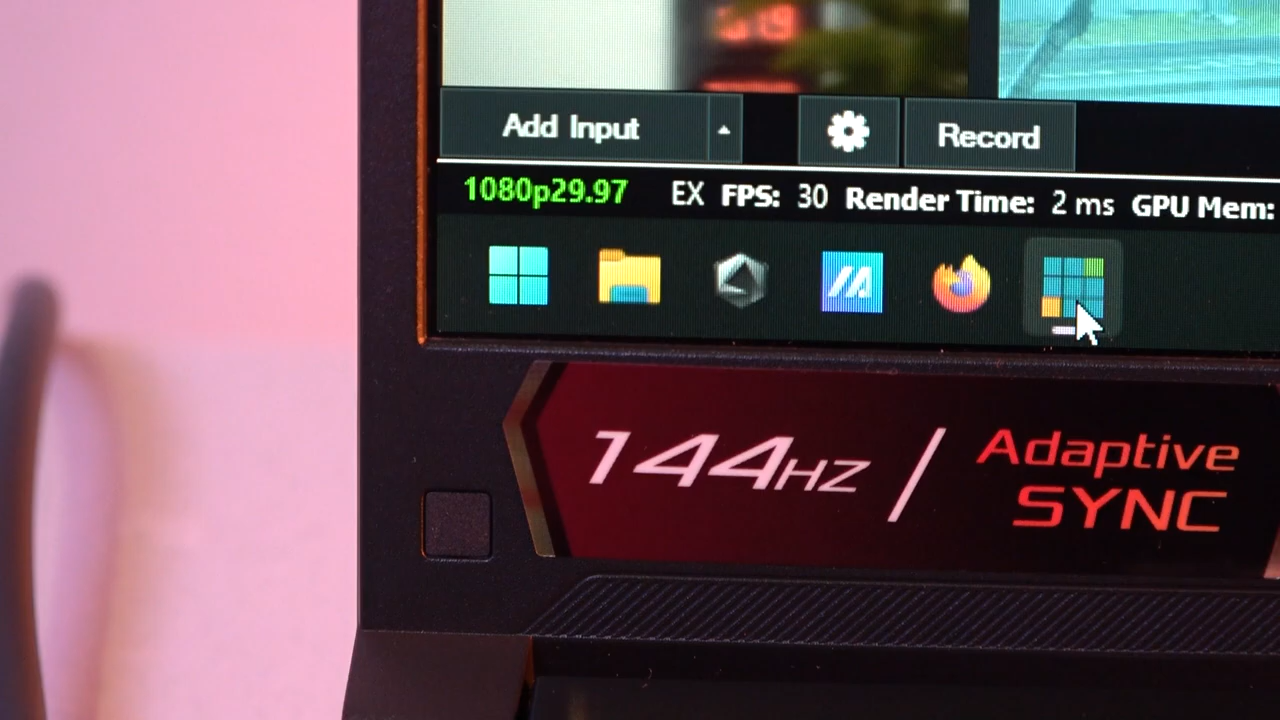 Add Input
Record
1080p29.97 EX FPS: 30 Render Time: 2 ms GPU Mem:
144HZ / Adaptive
SYNC